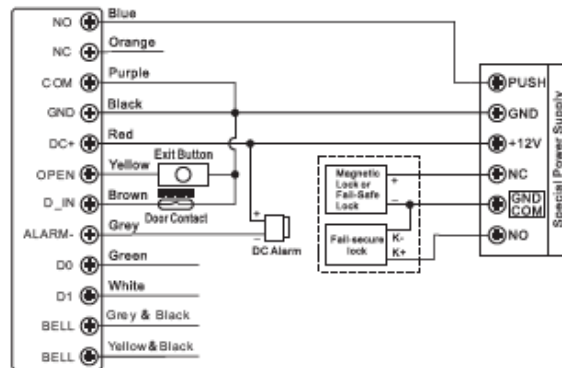 NO Blue
NC Orange
COM Purple
GND Black
DC+ Red
OPEN Yellow
Exit Button
D_IN Brown
Door Contact
ALARM- Grey
+
–
DC Alarm
D0 Green
D1 White
BELL Grey & Black
BELL Yellow & Black
Magnetic
Lock or
Fail-Safe
Lock
+
–
Fail-secure
lock
K-
K+
PUSH
GND
+12V
NC
GND
COM
NO
Special Power Supply